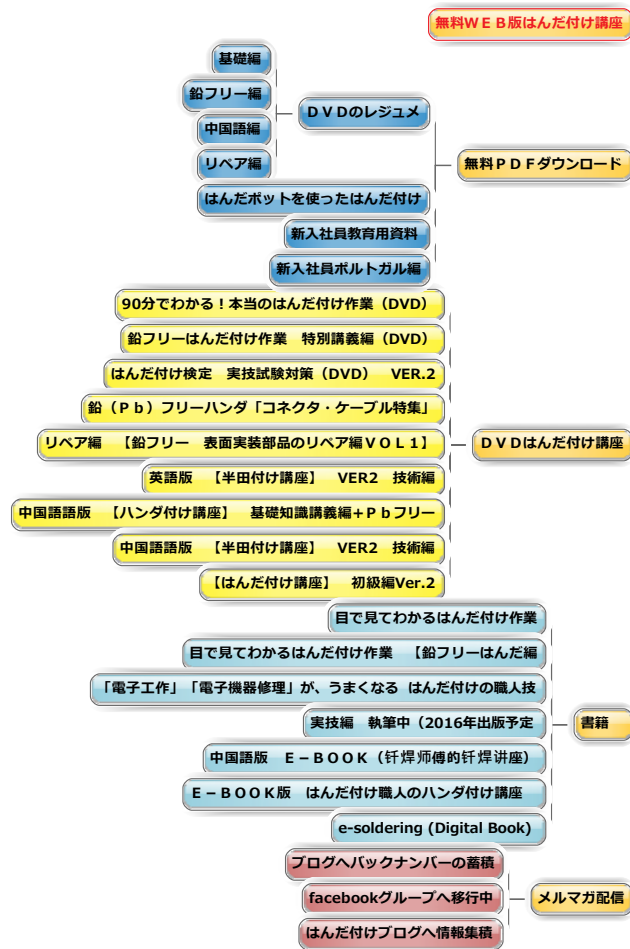 無料ＷＥＢ版はんだ付け講座
基礎編
鉛フリー編
ＤＶＤのレジュメ
中国語編
リペア編
無料ＰＤＦダウンロード
はんだポットを使ったはんだ付け
新入社員教育用資料
新入社員ポルトガル編
90分でわかる！本当のはんだ付け作業（DVD）
鉛フリーはんだ付け作業　特別講義編（DVD）
はんだ付け検定　実技試験対策（DVD）　VER.2
鉛（Ｐｂ）フリーハンダ「コネクタ・ケーブル特集」
リペア編　【鉛フリー　表面実装部品のリペア編ＶＯＬ１】
ＤＶＤはんだ付け講座
英語版　【半田付け講座】　VER2　技術編
中国語語版　【ハンダ付け講座】　基礎知識講義編＋Ｐｂフリー
中国語語版　【半田付け講座】　VER2　技術編
【はんだ付け講座】　初級編Ver.2
目で見てわかるはんだ付け作業
目で見てわかるはんだ付け作業　【鉛フリーはんだ編
「電子工作」「電子機器修理」が、うまくなる はんだ付けの職人技
実技編　執筆中（2016年出版予定
書籍
中国語版　Ｅ－ＢＯＯＫ（钎焊师傅的钎焊讲座）
Ｅ－ＢＯＯＫ版　はんだ付け職人のハンダ付け講座
e-soldering (Digital Book)
ブログへバックナンバーの蓄積
facebookグループへ移行中
メルマガ配信
はんだ付けブログへ情報集積